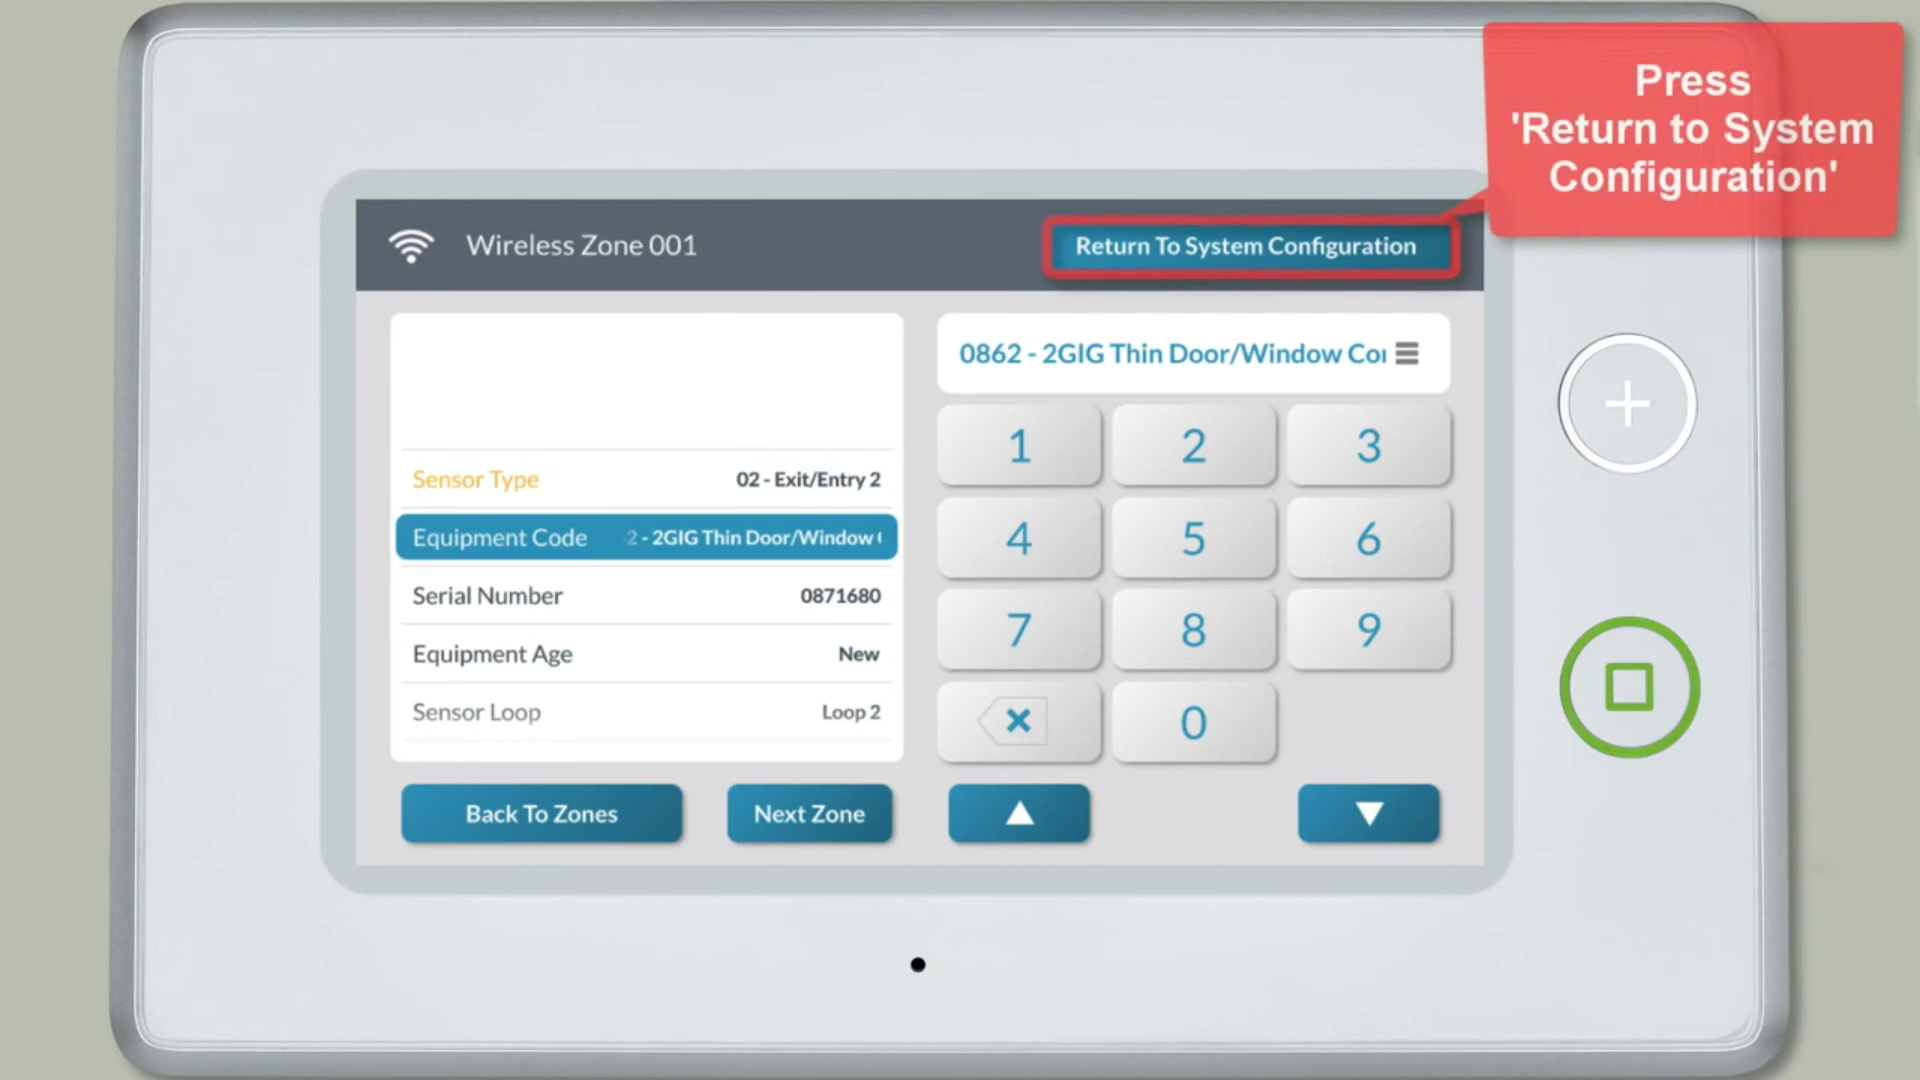 Press
'Return to System
Configuration'
Wireless Zone 001
Return To System Configuration
0862 - 2GIG Thin Door/Window
Sensor Type 02 - Exit/Entry 2
Equipment Code 2 - 2GIG Thin Door/Window
Serial Number 0871680
Equipment Age New
Sensor Loop Loop 2
1 2 3
4 5 6
7 8 9
0
Back To Zones
Next Zone